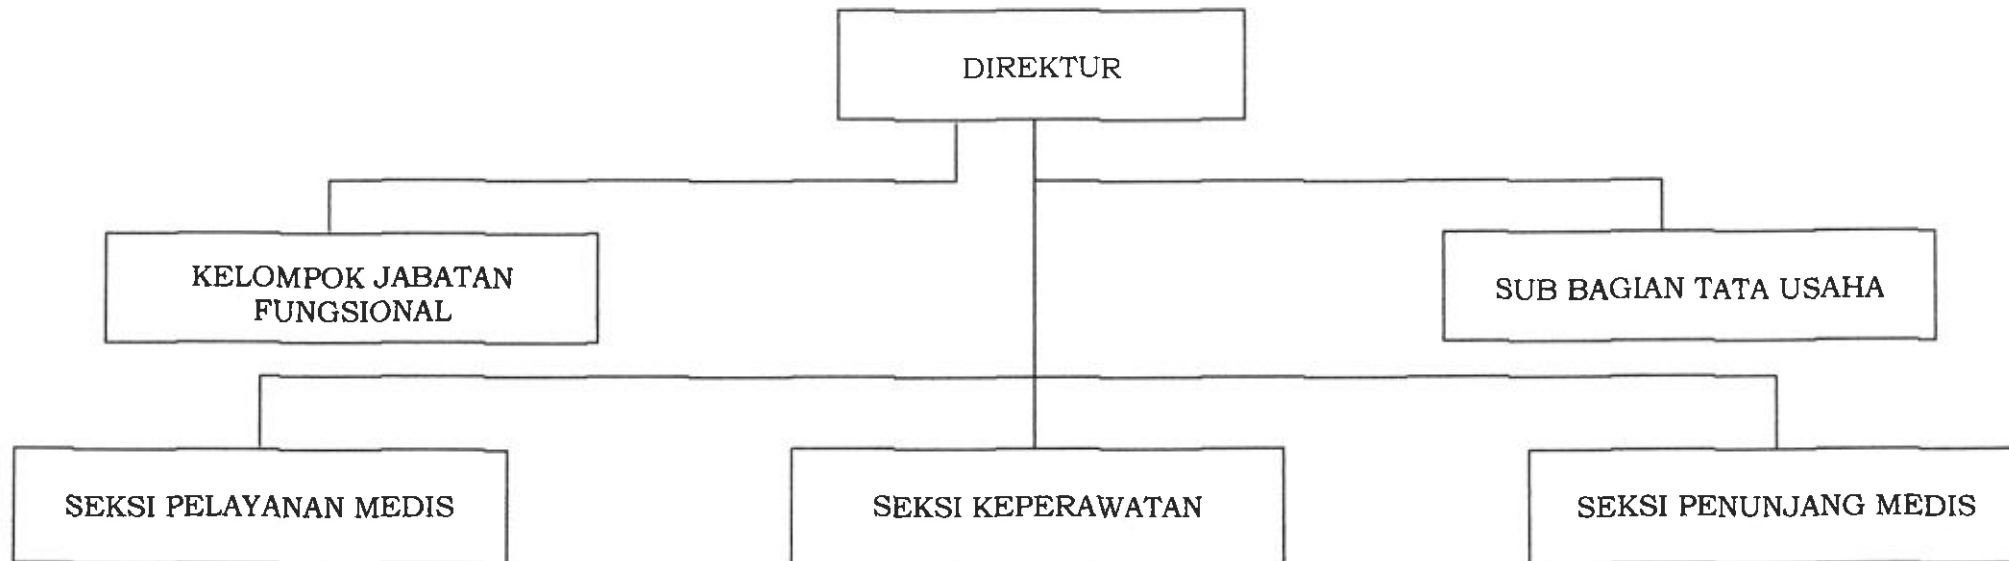 DIREKTUR
KELOMPOK JABATAN
FUNGSIONAL
SUB BAGIAN TATA USAHA
SEKSI PELAYANAN MEDIS
SEKSI KEPERAWATAN
SEKSI PENUNJANG MEDIS